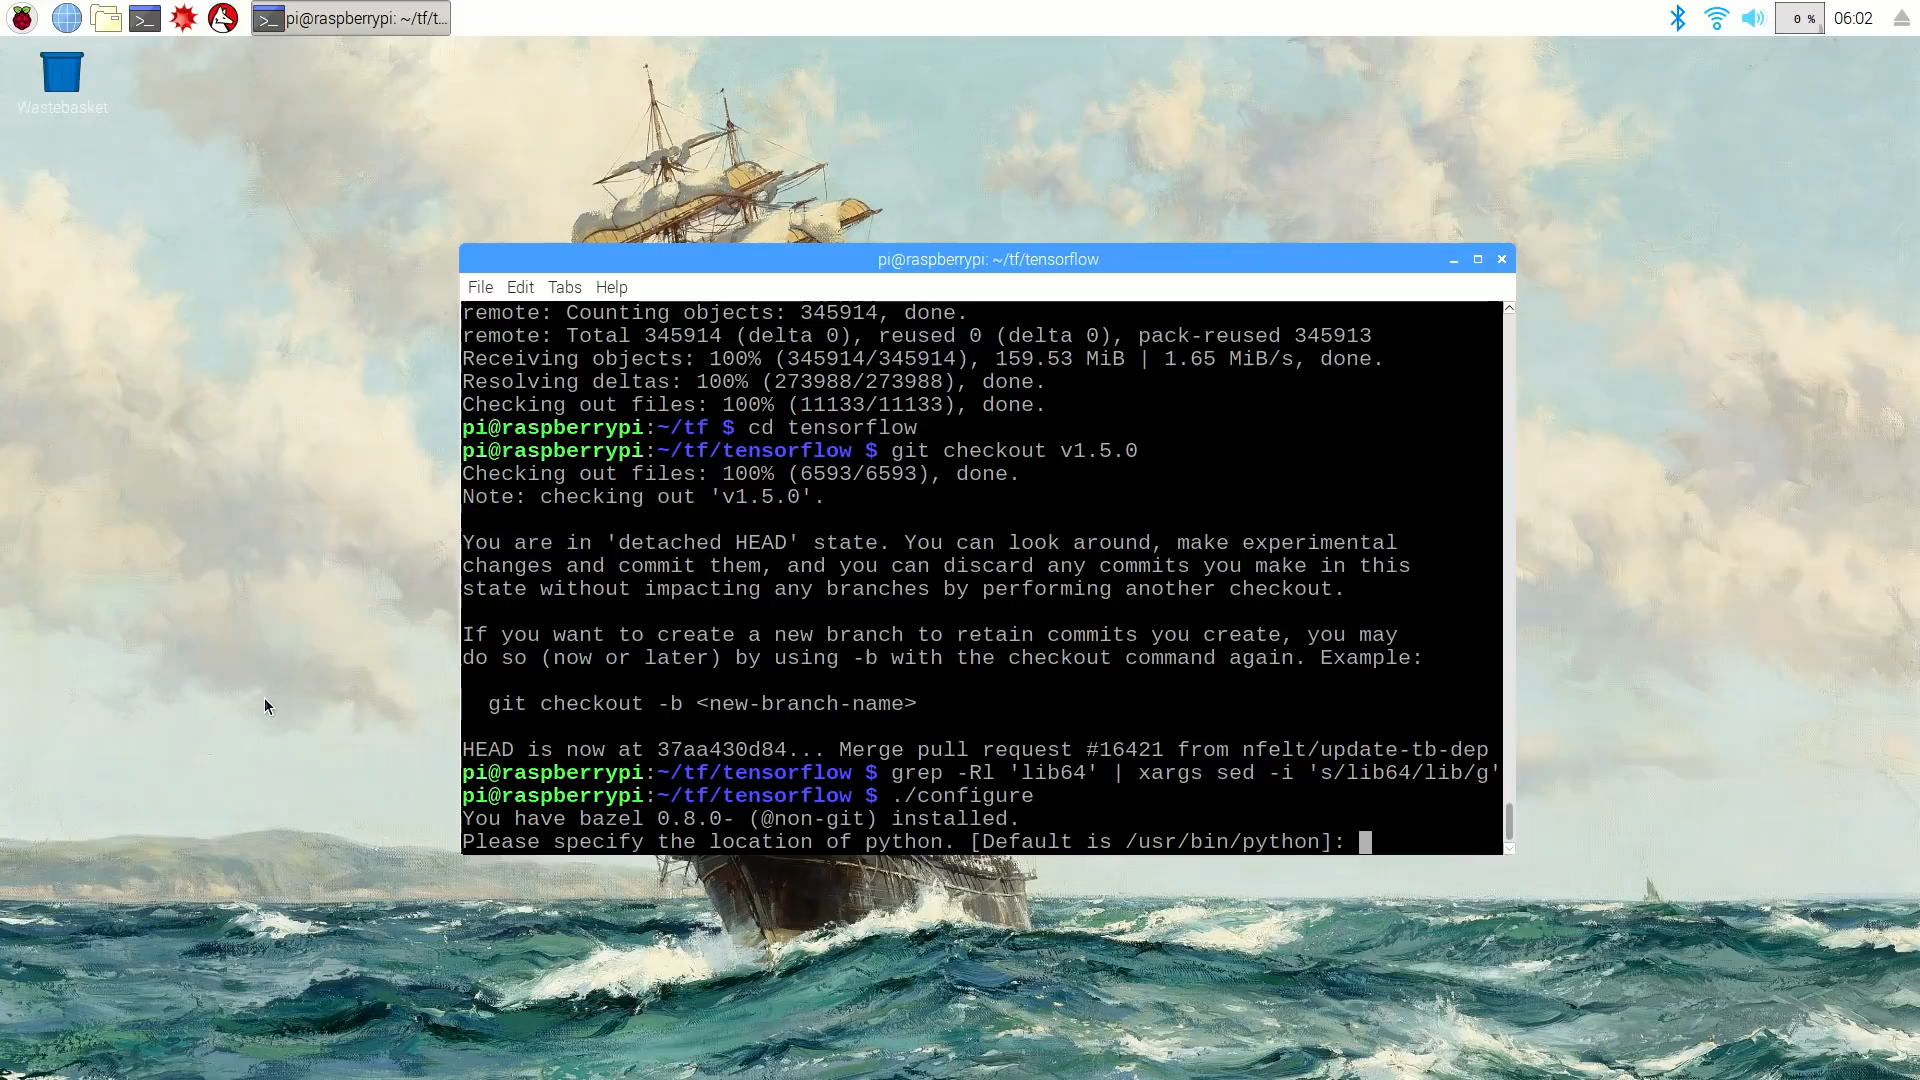 pi@raspberrypi: ~/tf/t...
0 %
06:02
Wastebasket
pi@raspberrypi: ~/tf/tensorflow
File Edit Tabs Help
remote: Counting objects: 345914, done.
remote: Total 345914 (delta 0), reused 0 (delta 0), pack-reused 345913
Receiving objects: 100% (345914/345914), 159.53 MiB | 1.65 MiB/s, done.
Resolving deltas: 100% (273988/273988), done.
Checking out files: 100% (11133/11133), done.
pi@raspberrypi:~/tf $ cd tensorflow
pi@raspberrypi:~/tf/tensorflow $ git checkout v1.5.0
Checking out files: 100% (6593/6593), done.
Note: checking out 'v1.5.0'.
You are in 'detached HEAD' state. You can look around, make experimental
changes and commit them, and you can discard any commits you make in this
state without impacting any branches by performing another checkout.
If you want to create a new branch to retain commits you create, you may
do so (now or later) by using -b with the checkout command again. Example:
git checkout -b <new-branch-name>
HEAD is now at 37aa430d84... Merge pull request #16421 from nfelt/update-tb-dep
pi@raspberrypi:~/tf/tensorflow $ grep -Rl 'lib64' | xargs sed -i 's/lib64/lib/g'
pi@raspberrypi:~/tf/tensorflow $ ./configure
You have bazel 0.8.0- (@non-git) installed.
Please specify the location of python. [Default is /usr/bin/python]: